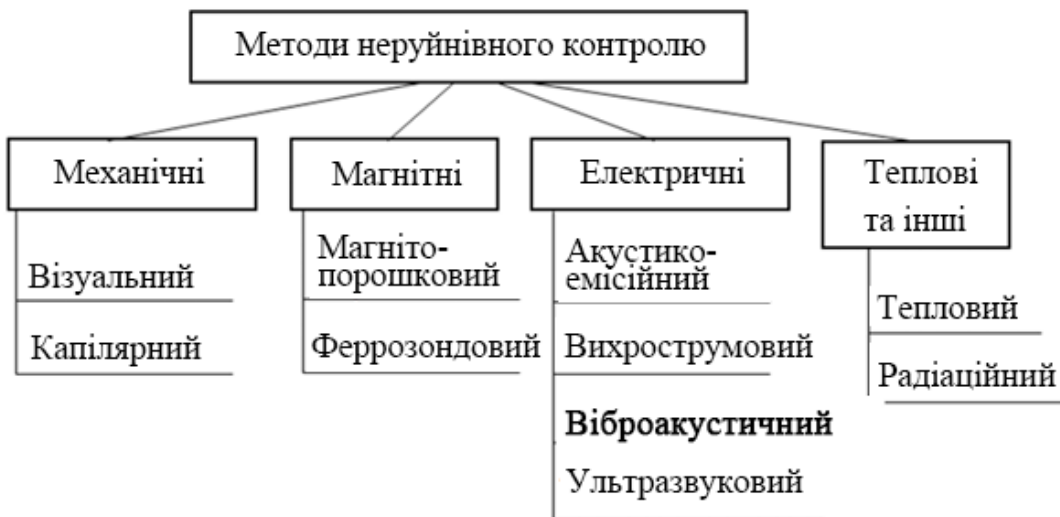 Методи неруйнівного контролю
Механічні
Візуальний
Капілярний
Магнітні
Магніто-
порошковий
Феррозондовий
Електричні
Акустико-
емісійний
Вихрострумовий
Віброакустичний
Ультразвуковий
Теплові
та інші
Тепловий
Радіаційний